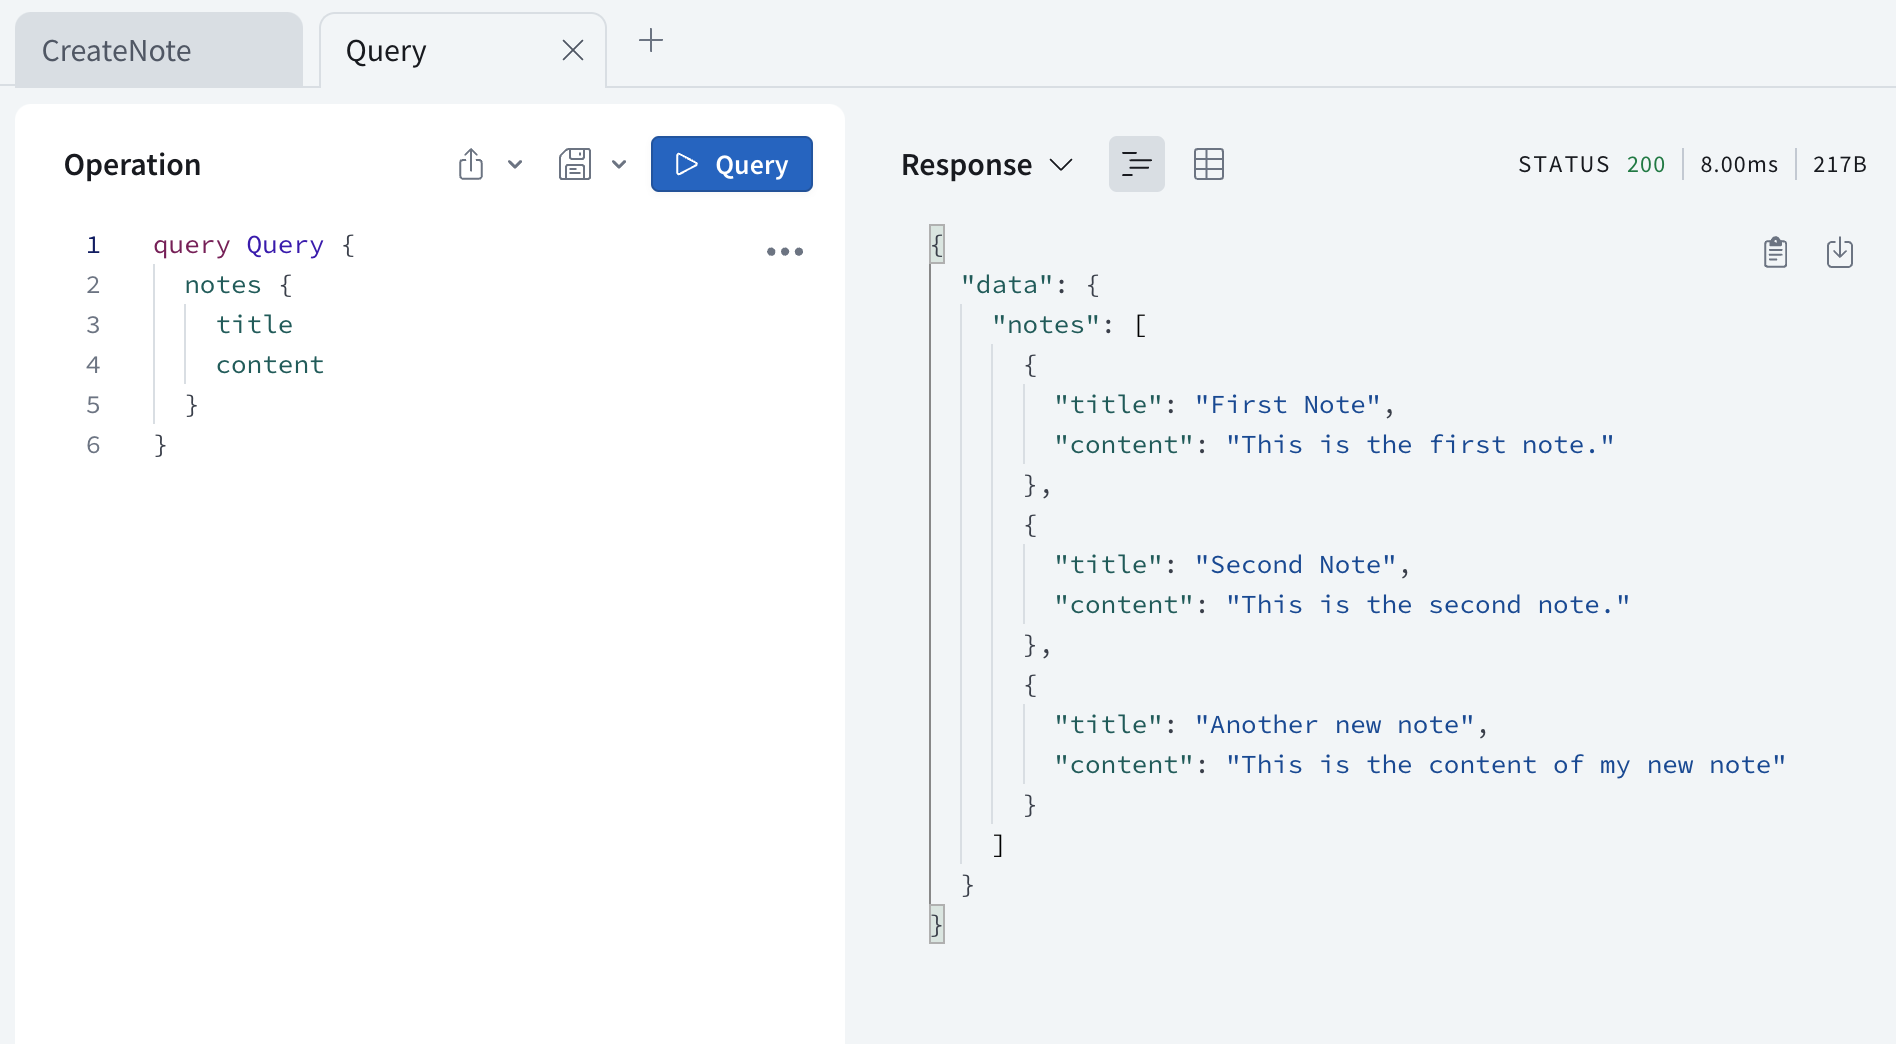 CreateNote
Query
Operation
Query
1 query Query {
2 notes {
3 title
4 content
5 }
6 }
Response
STATUS 200 8.00ms 217B
{
"data": {
"notes": [
{
"title": "First Note",
"content": "This is the first note."
},
{
"title": "Second Note",
"content": "This is the second note."
},
{
"title": "Another new note",
"content": "This is the content of my new note"
}
]
}
}